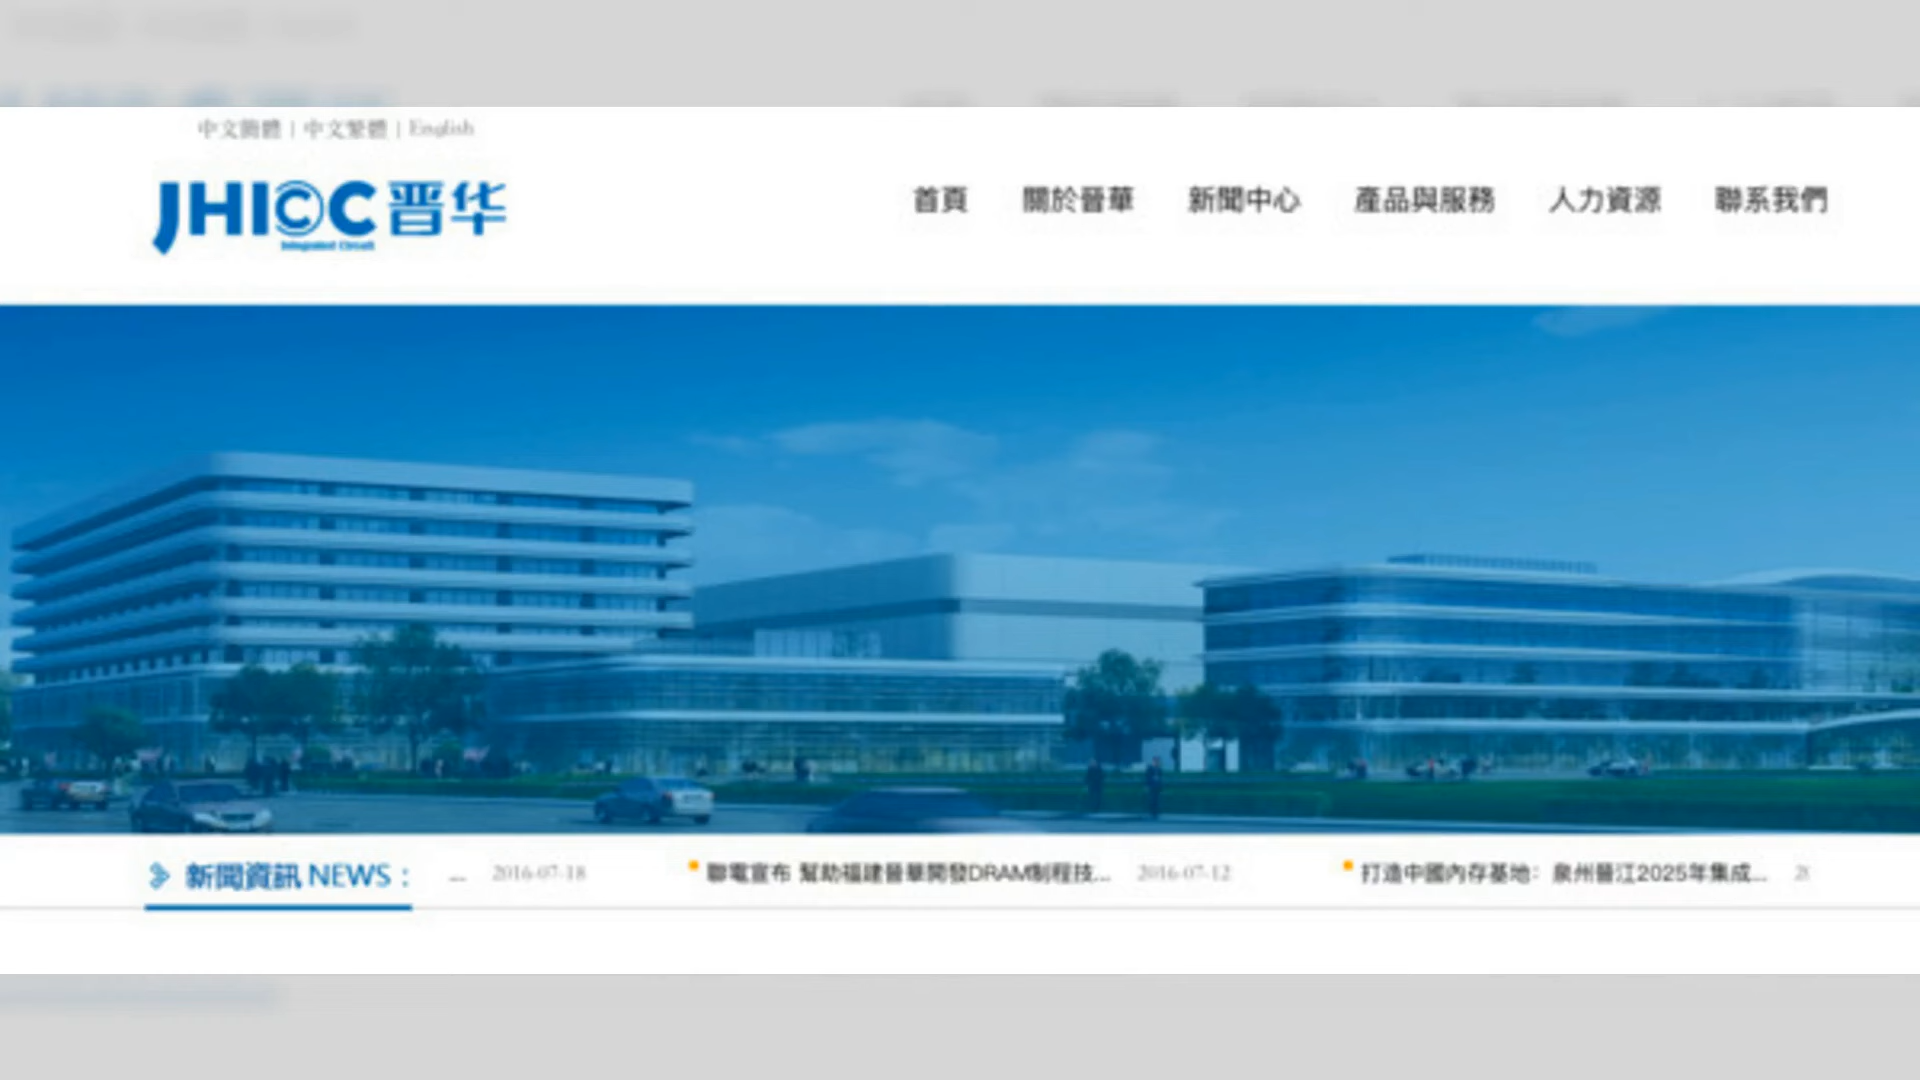 中文簡體 | 中文繁體 | English
JHICC 晋华
Integrated Circuit
首頁 關於晉華 新聞中心 產品與服務 人力資源 聯系我們
新聞資訊 NEWS : ... 2016-07-18 聯電宣布 幫助福建晉華開發DRAM制程技... 2016-07-12 打造中國內存基地：泉州晉江2025年集成...